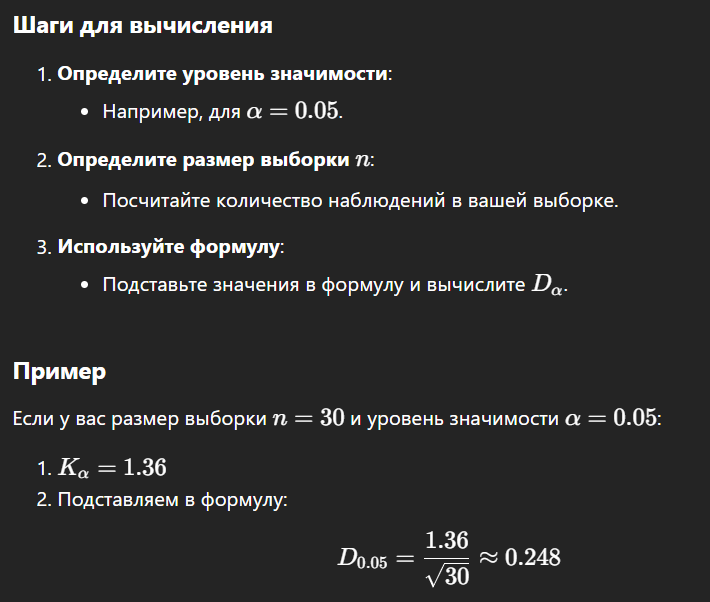 Шаги для вычисления
1. Определите уровень значимости:
• Например, для α = 0.05.
2. Определите размер выборки n:
• Посчитайте количество наблюдений в вашей выборке.
3. Используйте формулу:
• Подставьте значения в формулу и вычислите Dα.
Пример
Если у вас размер выборки n = 30 и уровень значимости α = 0.05:
1. Kα = 1.36
2. Подставляем в формулу:
D0.05 = 1.36/√30 ≈ 0.248